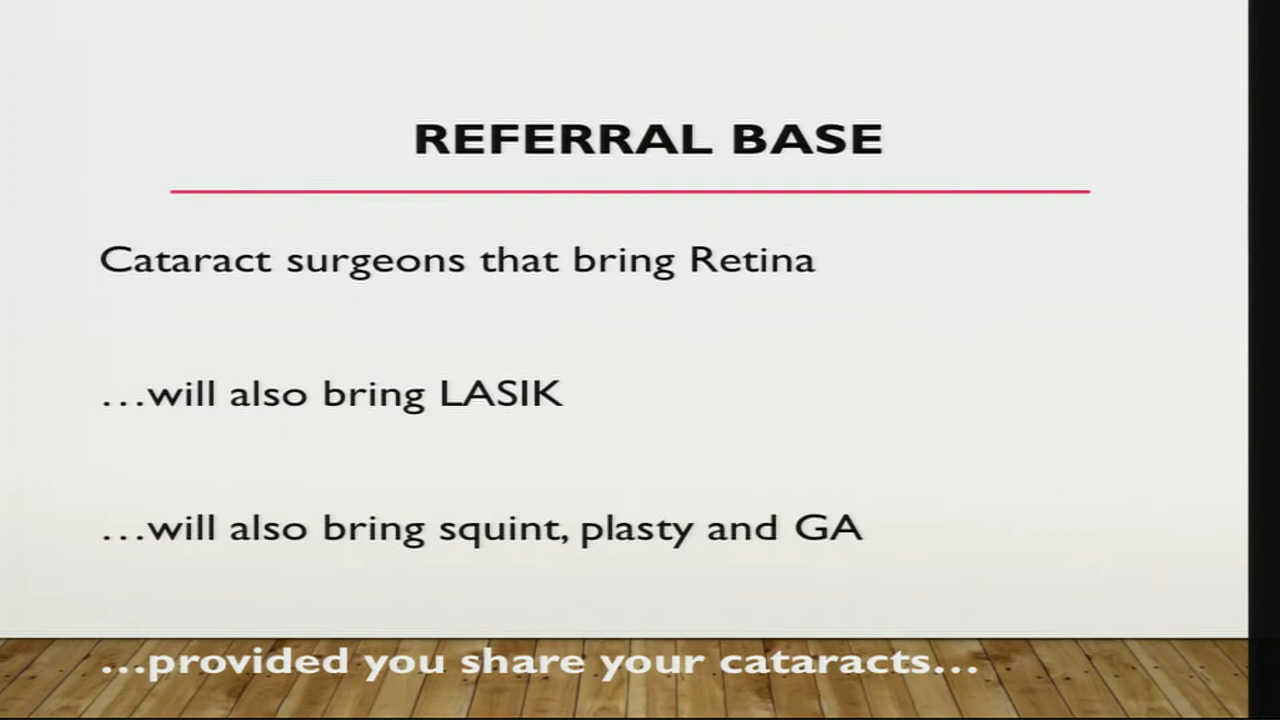 REFERRAL BASE
Cataract surgeons that bring Retina
…will also bring LASIK
…will also bring squint, plasty and GA
…provided you share your cataracts…